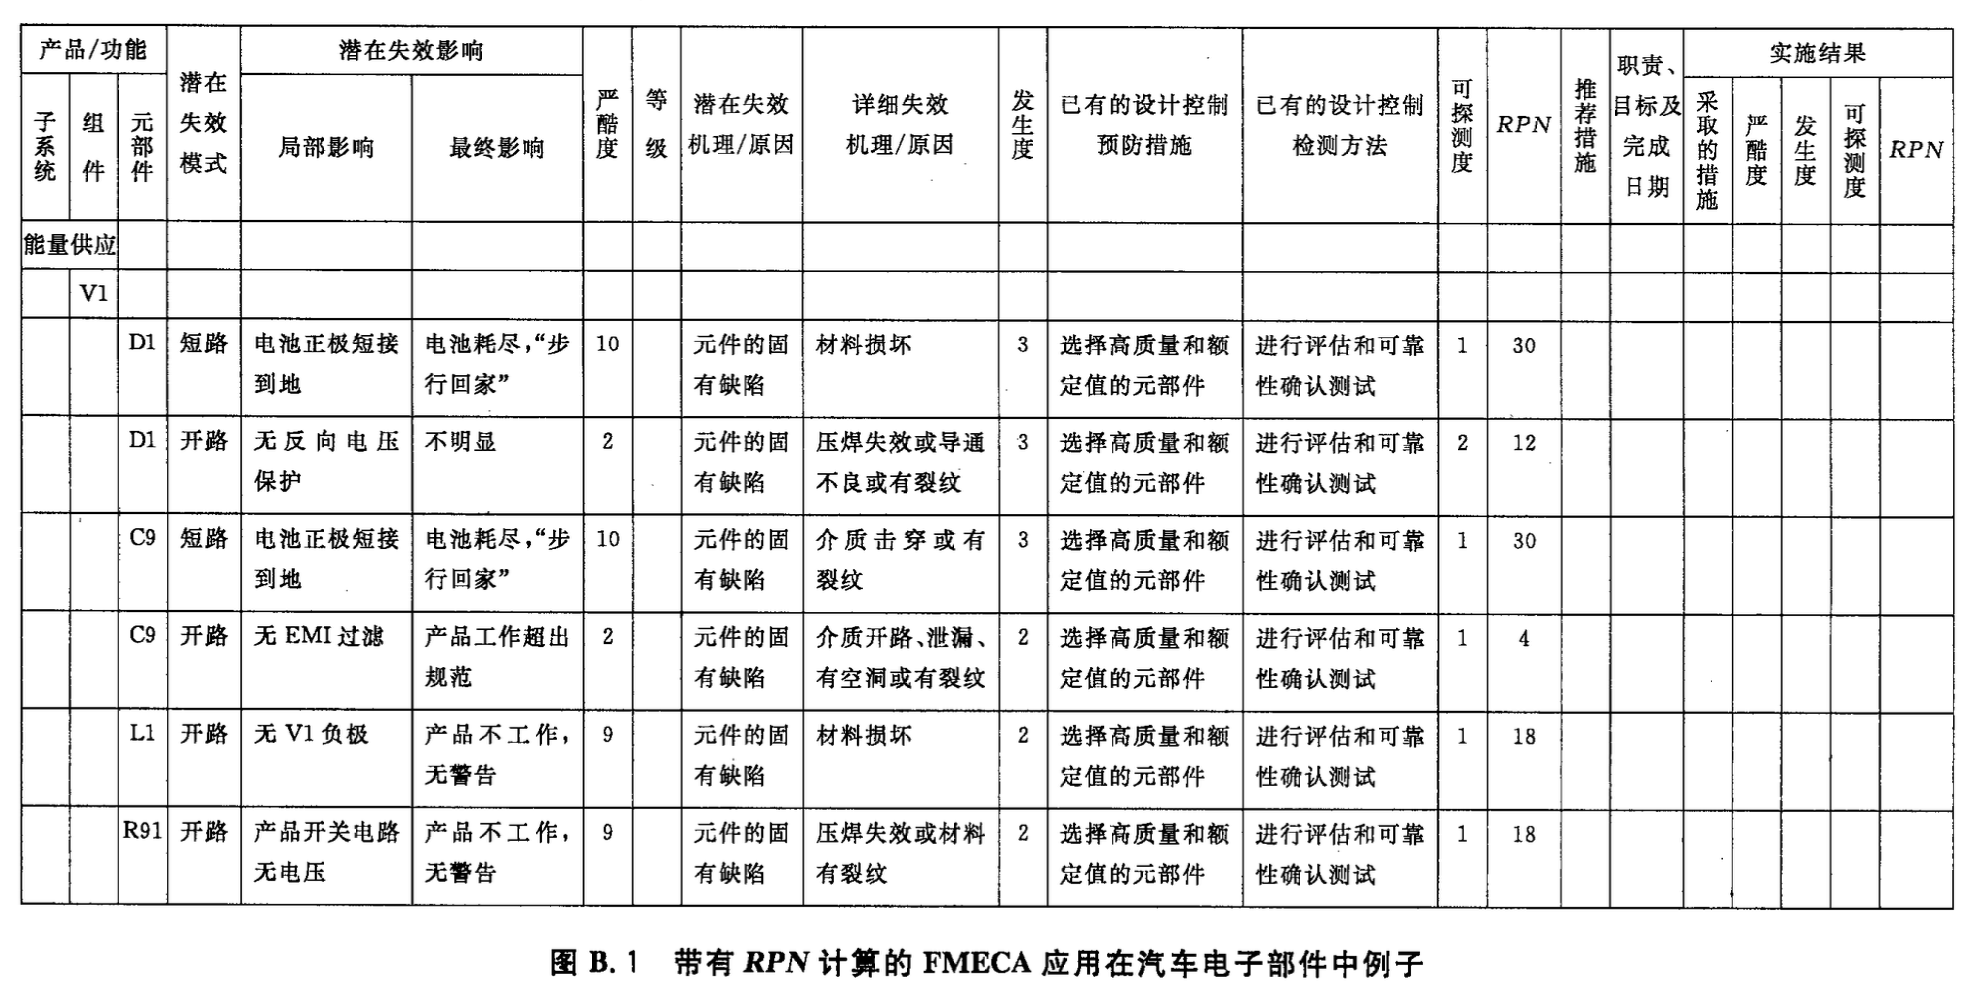 产品/功能
潜在失效模式
潜在失效影响
严酷度
等级
潜在失效
机理/原因
详细失效
机理/原因
发生度
已有的设计控制
预防措施
已有的设计控制
检测方法
可探测度
RPN
推荐措施
职责、
目标及
完成
日期
实施结果
子系统
组件
元部件
局部影响
最终影响
采取的措施
严酷度
发生度
可探测度
RPN
能量供应
V1
D1 短路 电池正极短接 电池耗尽,“步 10 元件的固 材料损坏 3 选择高质量和额 进行评估和可靠 1 30
到地 行回家” 有缺陷 定值的元部件 性确认测试
D1 开路 无反向电压 不明显 2 元件的固 压焊失效或导通 3 选择高质量和额 进行评估和可靠 2 12
保护 有缺陷 不良或有裂纹 定值的元部件 性确认测试
C9 短路 电池正极短接 电池耗尽,“步 10 元件的固 介质击穿或有 3 选择高质量和额 进行评估和可靠 1 30
到地 行回家” 有缺陷 裂纹 定值的元部件 性确认测试
C9 开路 无 EMI 过滤 产品工作超出 2 元件的固 介质开路、泄漏、 2 选择高质量和额 进行评估和可靠 1 4
规范 有缺陷 有空洞或有裂纹 定值的元部件 性确认测试
L1 开路 无 V1 负极 产品不工作, 9 元件的固 材料损坏 2 选择高质量和额 进行评估和可靠 1 18
无警告 有缺陷 定值的元部件 性确认测试
R91 开路 产品开关电路 产品不工作, 9 元件的固 压焊失效或材料 2 选择高质量和额 进行评估和可靠 1 18
无电压 无警告 有缺陷 有裂纹 定值的元部件 性确认测试
图 B.1 带有 RPN 计算的 FMECA 应用在汽车电子部件中例子